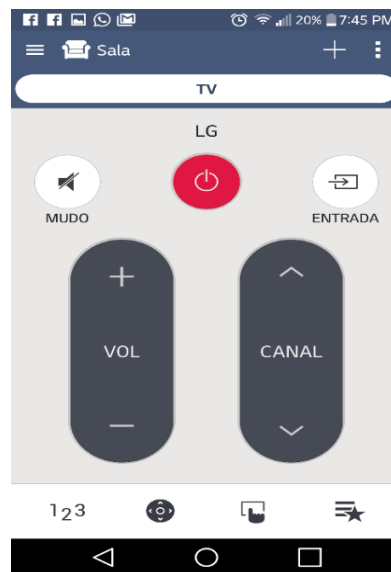 20% 7:45 PM
Sala
TV
LG
MUDO
ENTRADA
VOL
CANAL
123